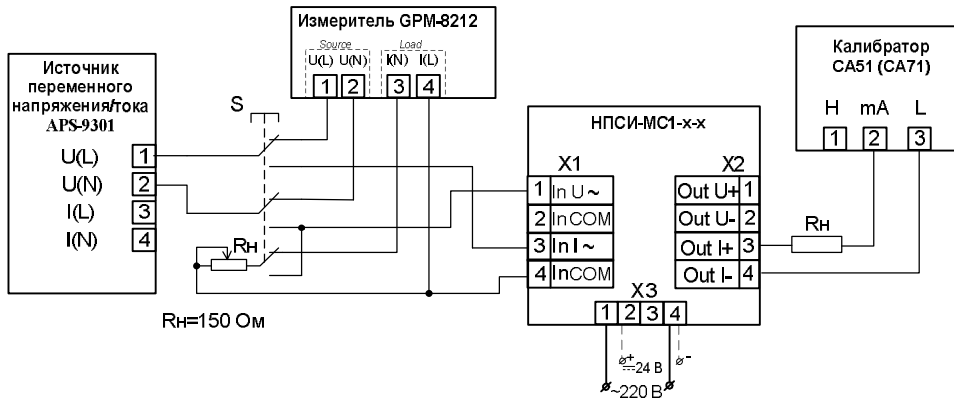 Измеритель GPM-8212
Source Load
U(L) U(N) I(N) I(L)
1 2 3 4
Источник
переменного
напряжения/тока
APS-9301
U(L) 1
U(N) 2
I(L) 3
I(N) 4
S
Rн
Rн=150 Ом
НПСИ-МС1-х-х
X1
1 In U ~
2 InCOM
3 In I ~
4 InCOM
X2
Out U+ 1
Out U- 2
Out I+ 3
Out I- 4
X3
1 2 3 4
+ -
24 В
~220 В
Rн
Калибратор
СА51 (СА71)
H mA L
1 2 3